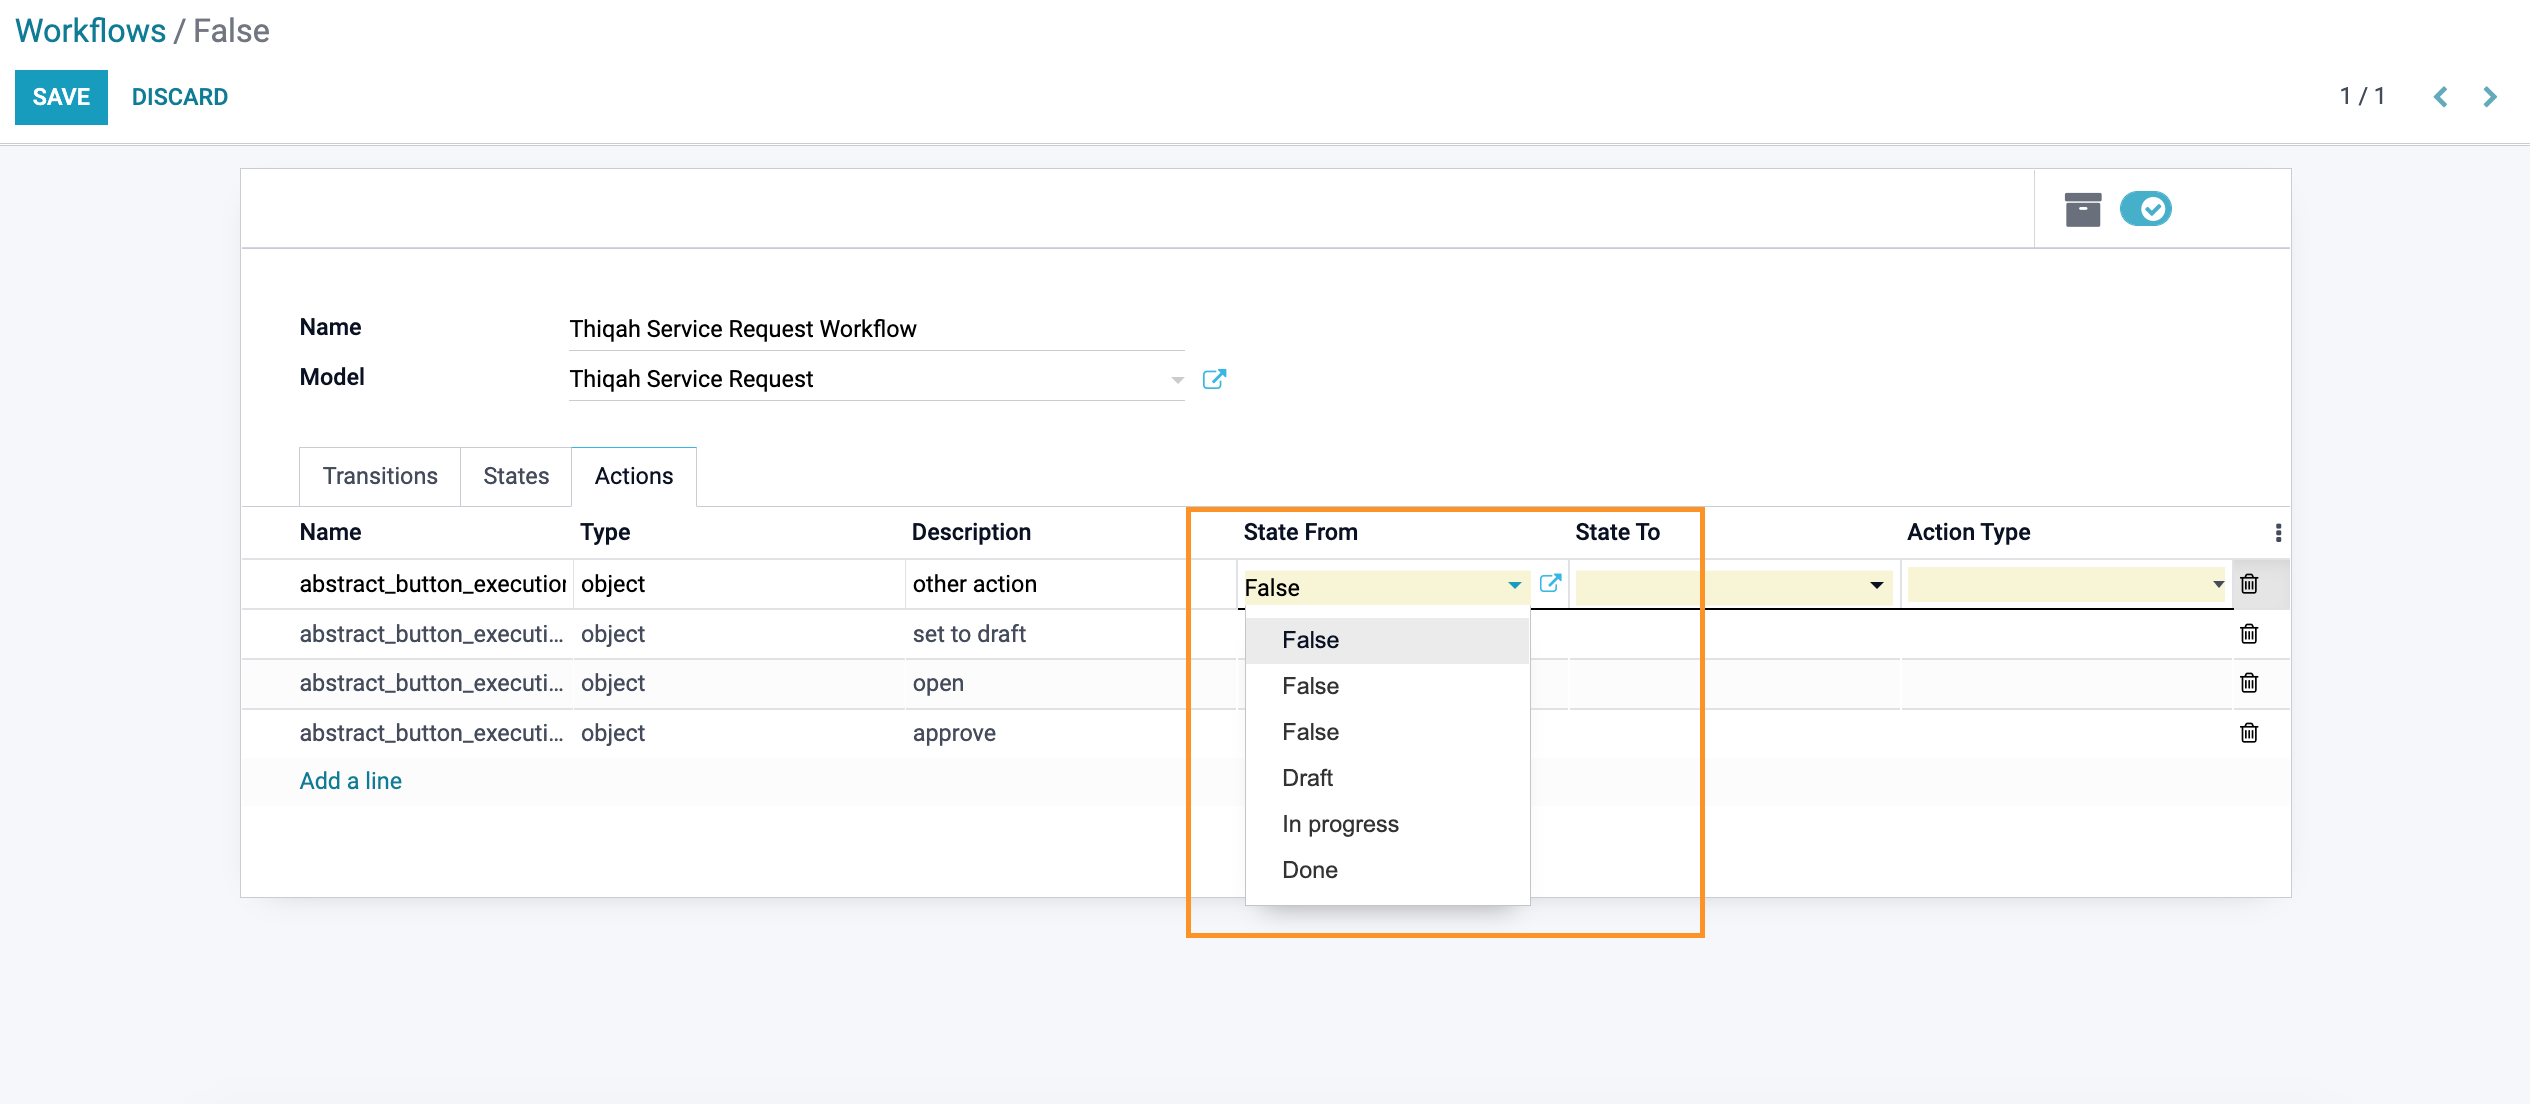 Workflows / False
SAVE DISCARD 1 / 1
Name Thiqah Service Request Workflow
Model Thiqah Service Request
Transitions States Actions
Name Type Description State From State To Action Type
abstract_button_execution object other action False
abstract_button_executi... object set to draft
abstract_button_executi... object open
abstract_button_executi... object approve
Add a line
False
False
False
Draft
In progress
Done